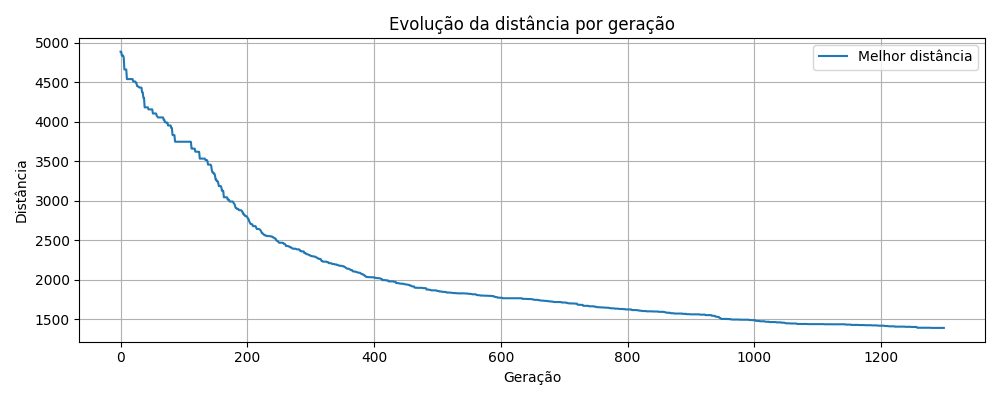 Evolução da distância por geração
Melhor distância
Distância
5000
4500
4000
3500
3000
2500
2000
1500
0 200 400 600 800 1000 1200
Geração